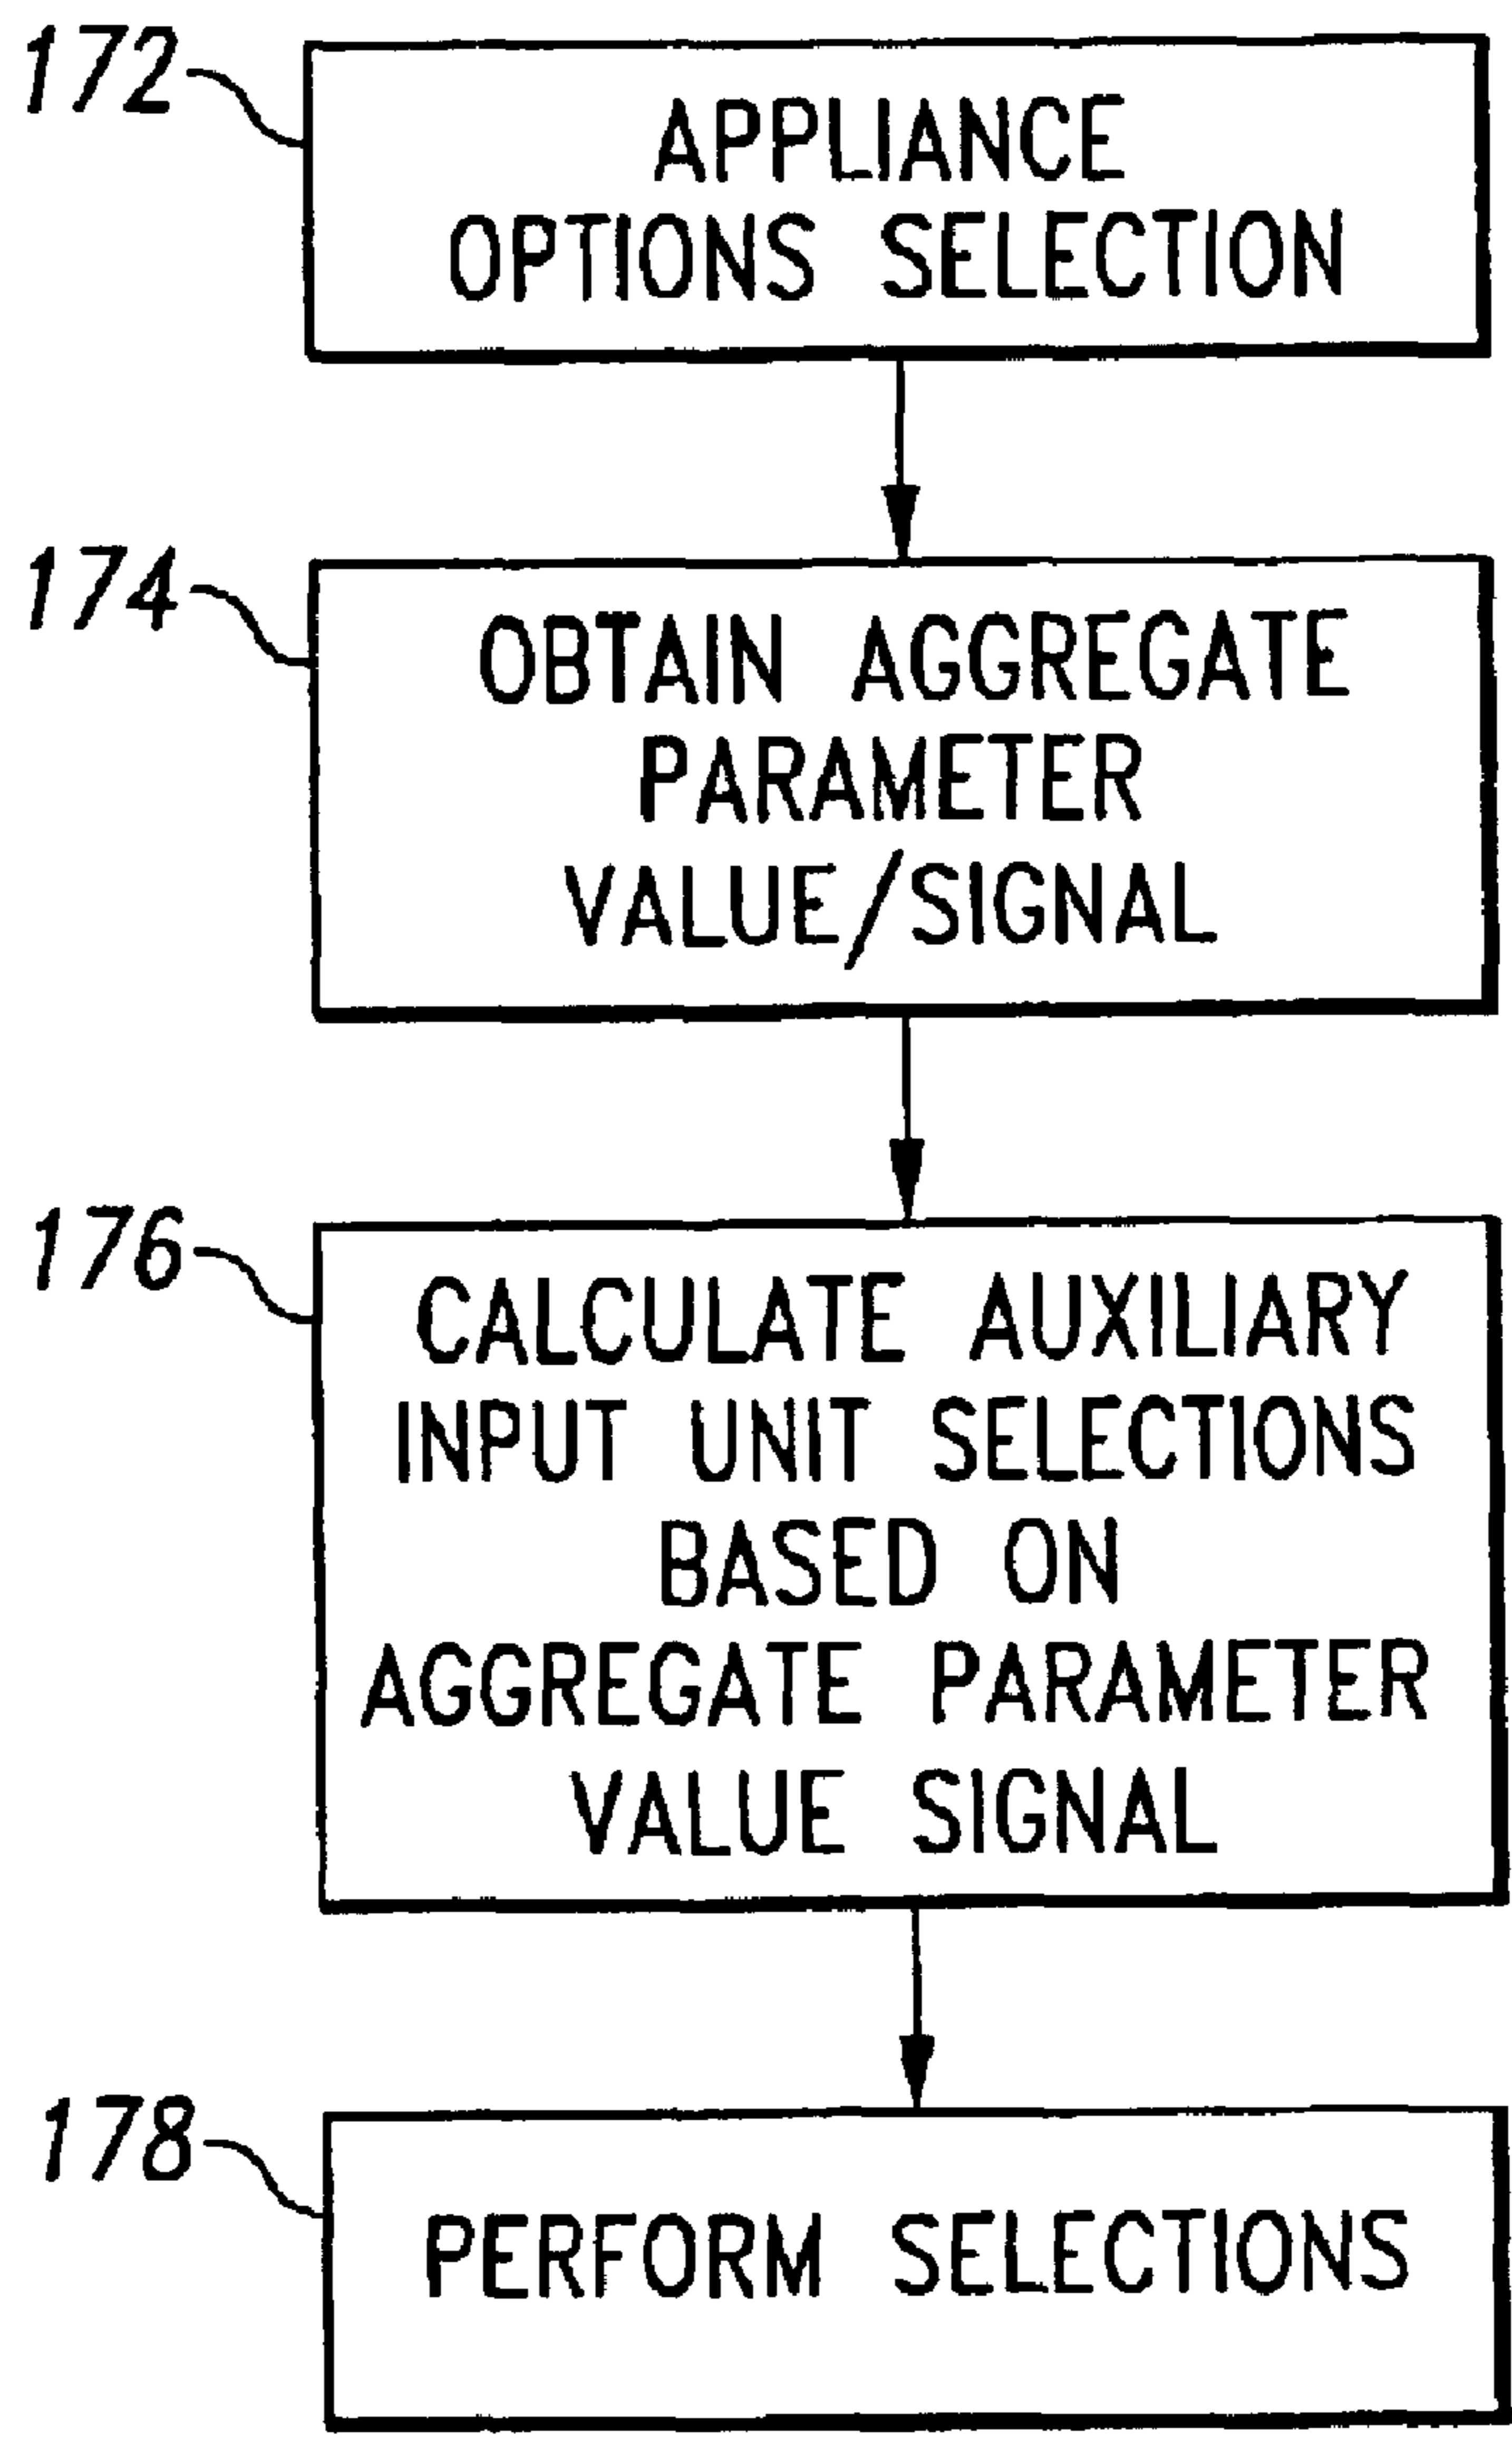 172
APPLIANCE
OPTIONS SELECTION
174
OBTAIN AGGREGATE
PARAMETER
VALUE/SIGNAL
176
CALCULATE AUXILIARY
INPUT UNIT SELECTIONS
BASED ON
AGGREGATE PARAMETER
VALUE SIGNAL
178
PERFORM SELECTIONS